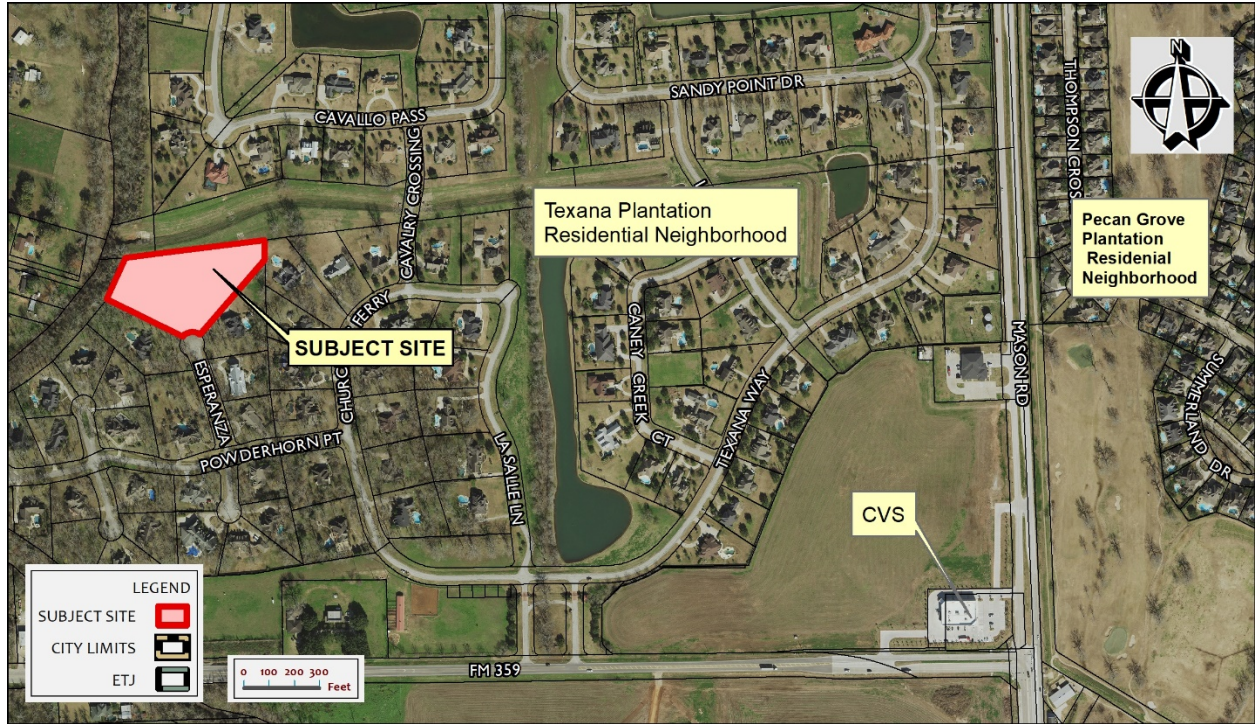 N
SANDY POINT DR
THOMPSON CROS
CAVALLO PASS
CAVALRY CROSSING
Texana Plantation
Residential Neighborhood
Pecan Grove
Plantation
Residenial
Neighborhood
FERRY
SUBJECT SITE
ESPERANZA
CHURC
CANEY CREEK CT
MASON RD
SUMMERLAND DR
TEXANA WAY
POWDERHORN PT
LA SALLE LN
CVS
LEGEND
SUBJECT SITE
CITY LIMITS
ETJ
0 100 200 300
Feet
FM 359